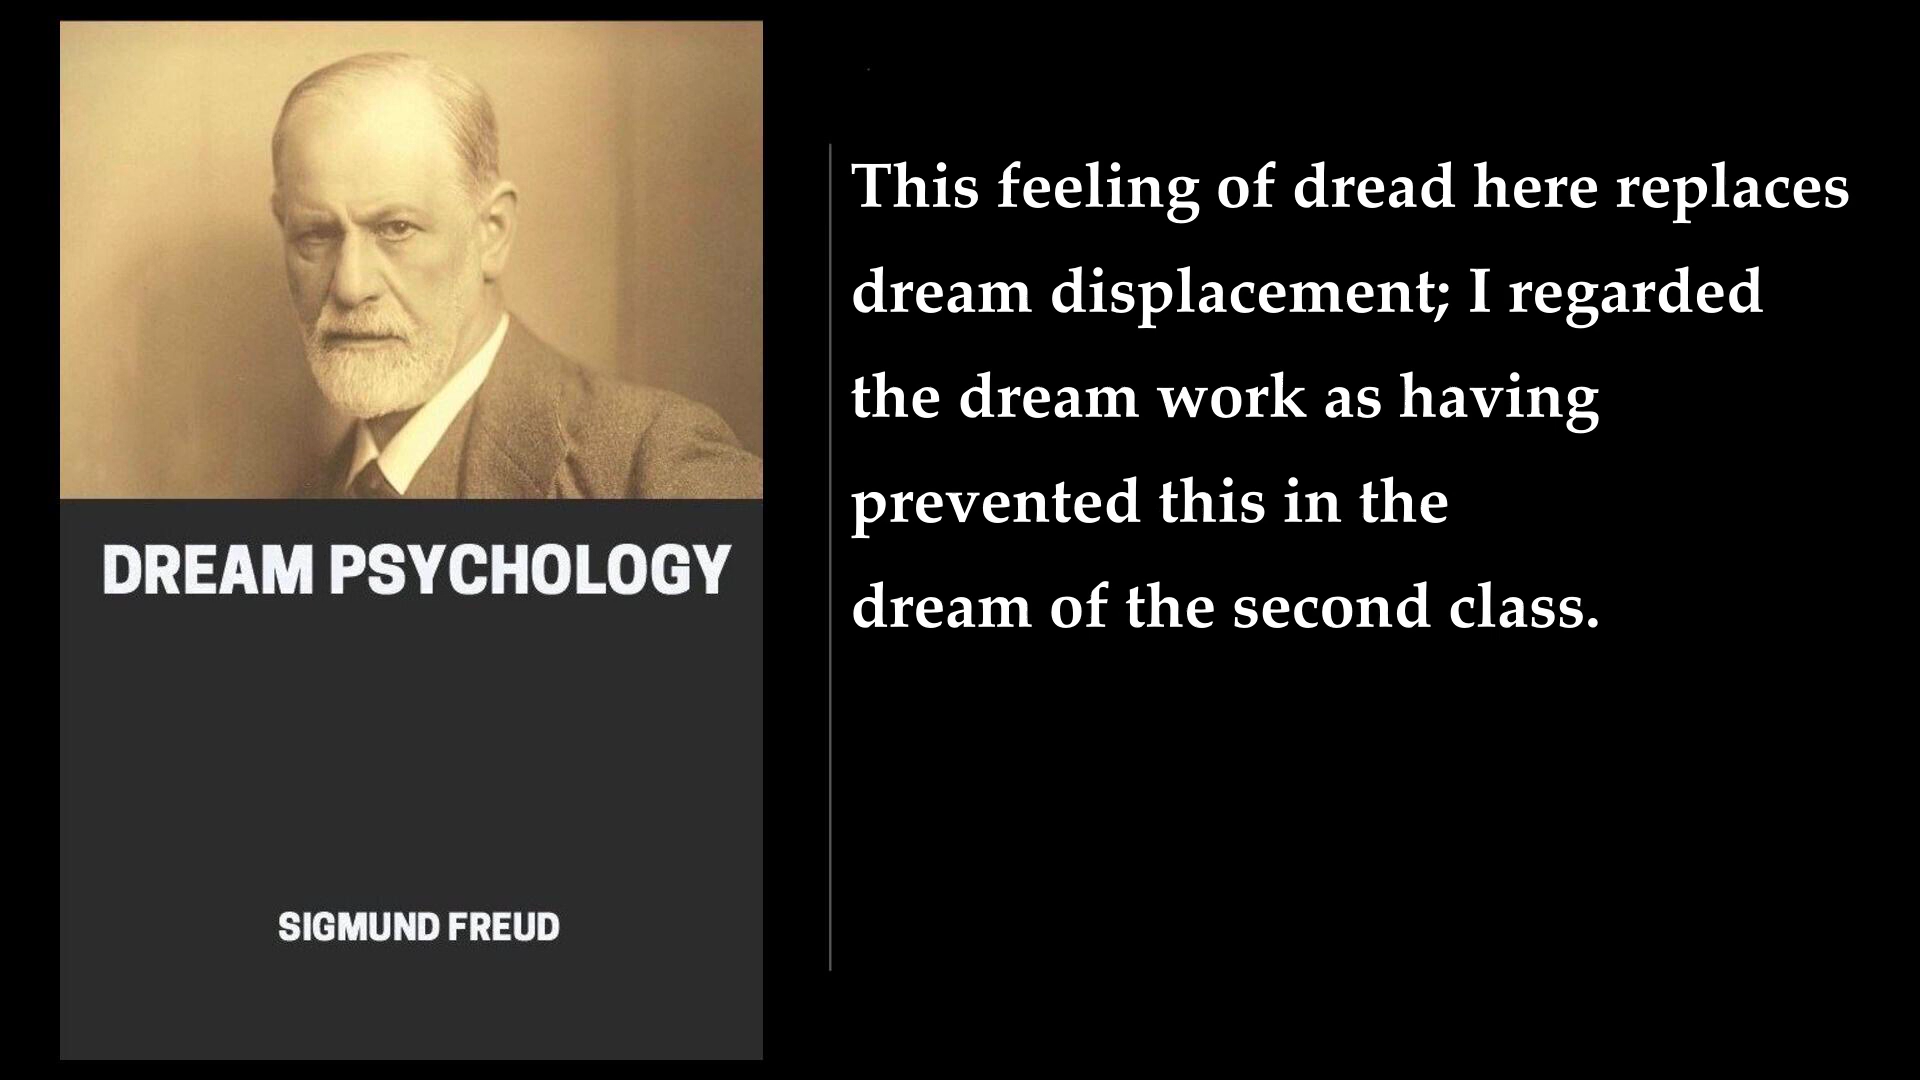 DREAM PSYCHOLOGY
SIGMUND FREUD
This feeling of dread here replaces
dream displacement; I regarded
the dream work as having
prevented this in the
dream of the second class.